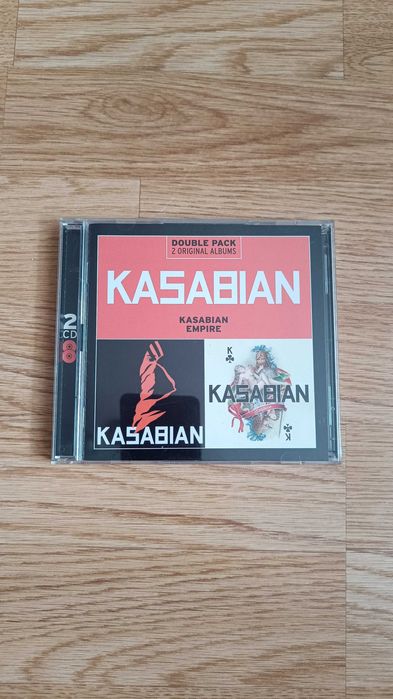 DOUBLE PACK
2 ORIGINAL ALBUMS
KASABIAN
KASABIAN
EMPIRE
2
CD
KASABIAN
K
KASABIAN
K